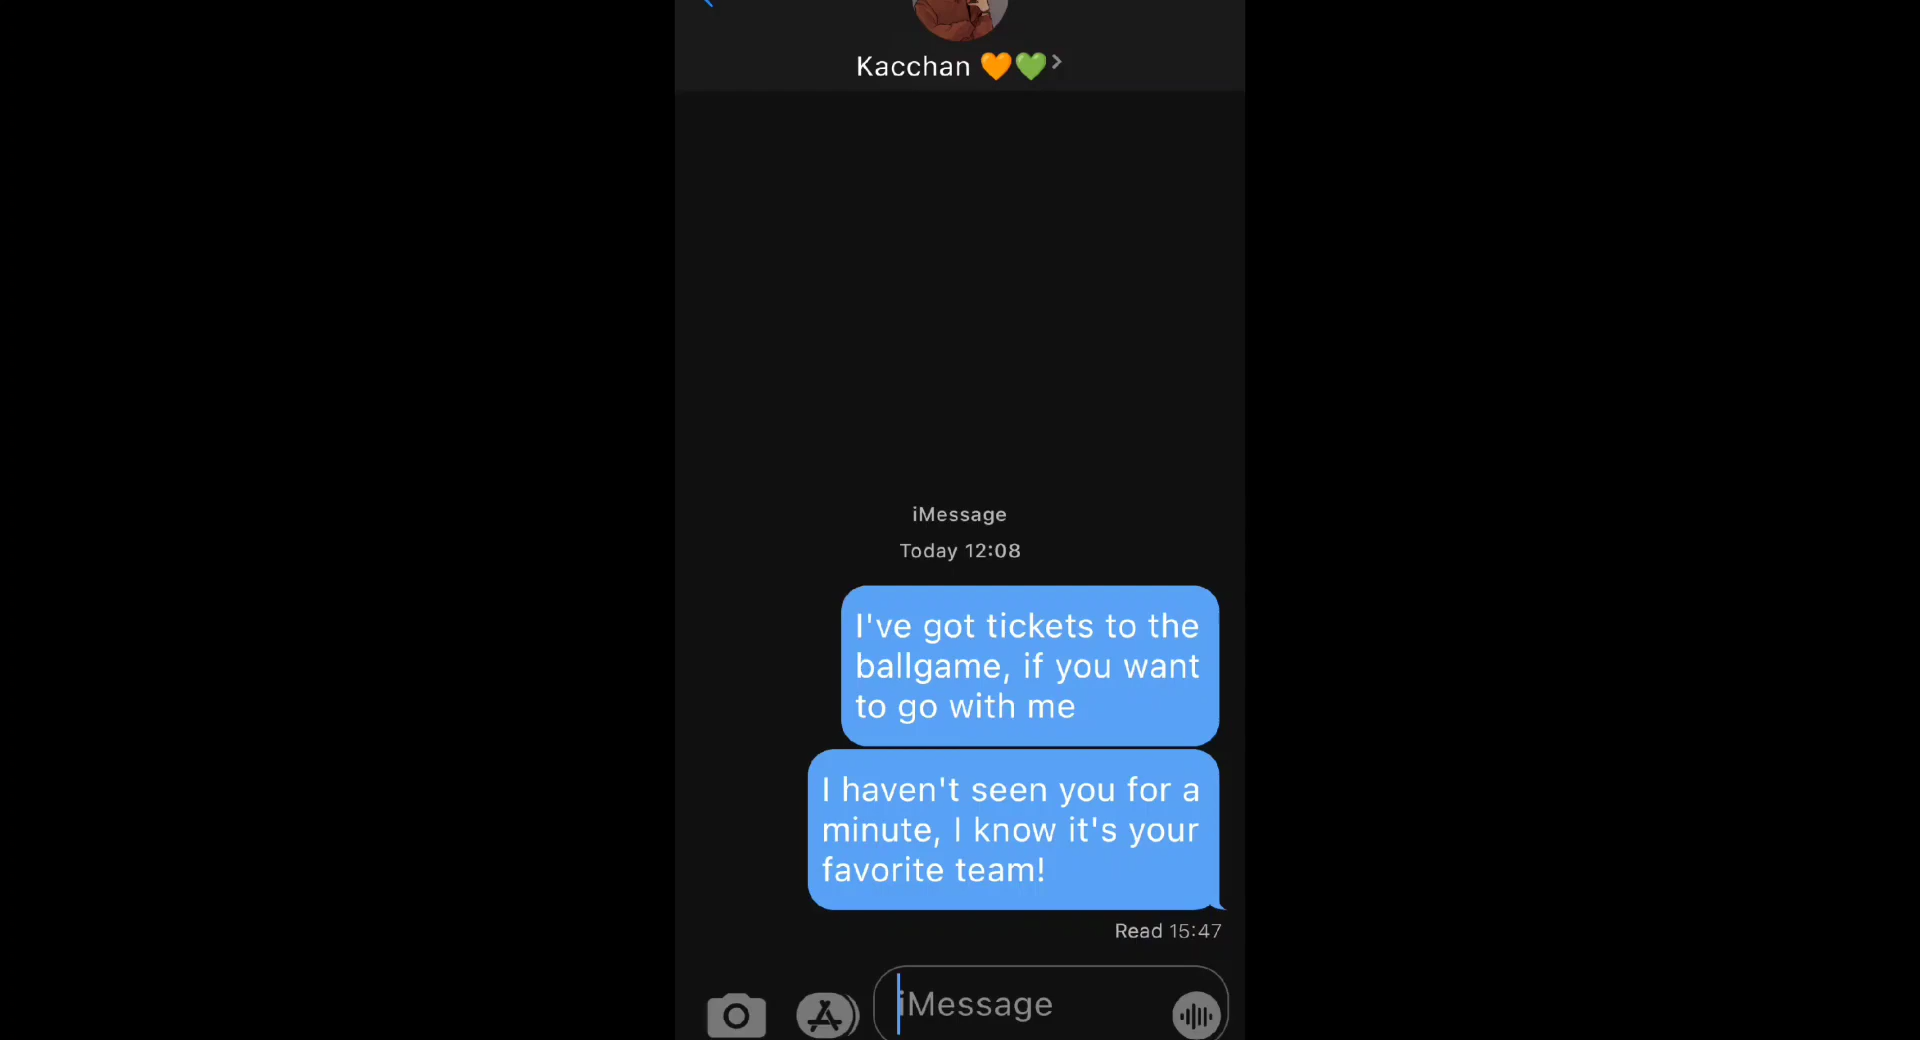 Kacchan 🧡💚
iMessage
Today 12:08
I've got tickets to the
ballgame, if you want
to go with me
I haven't seen you for a
minute, I know it's your
favorite team!
Read 15:47
iMessage